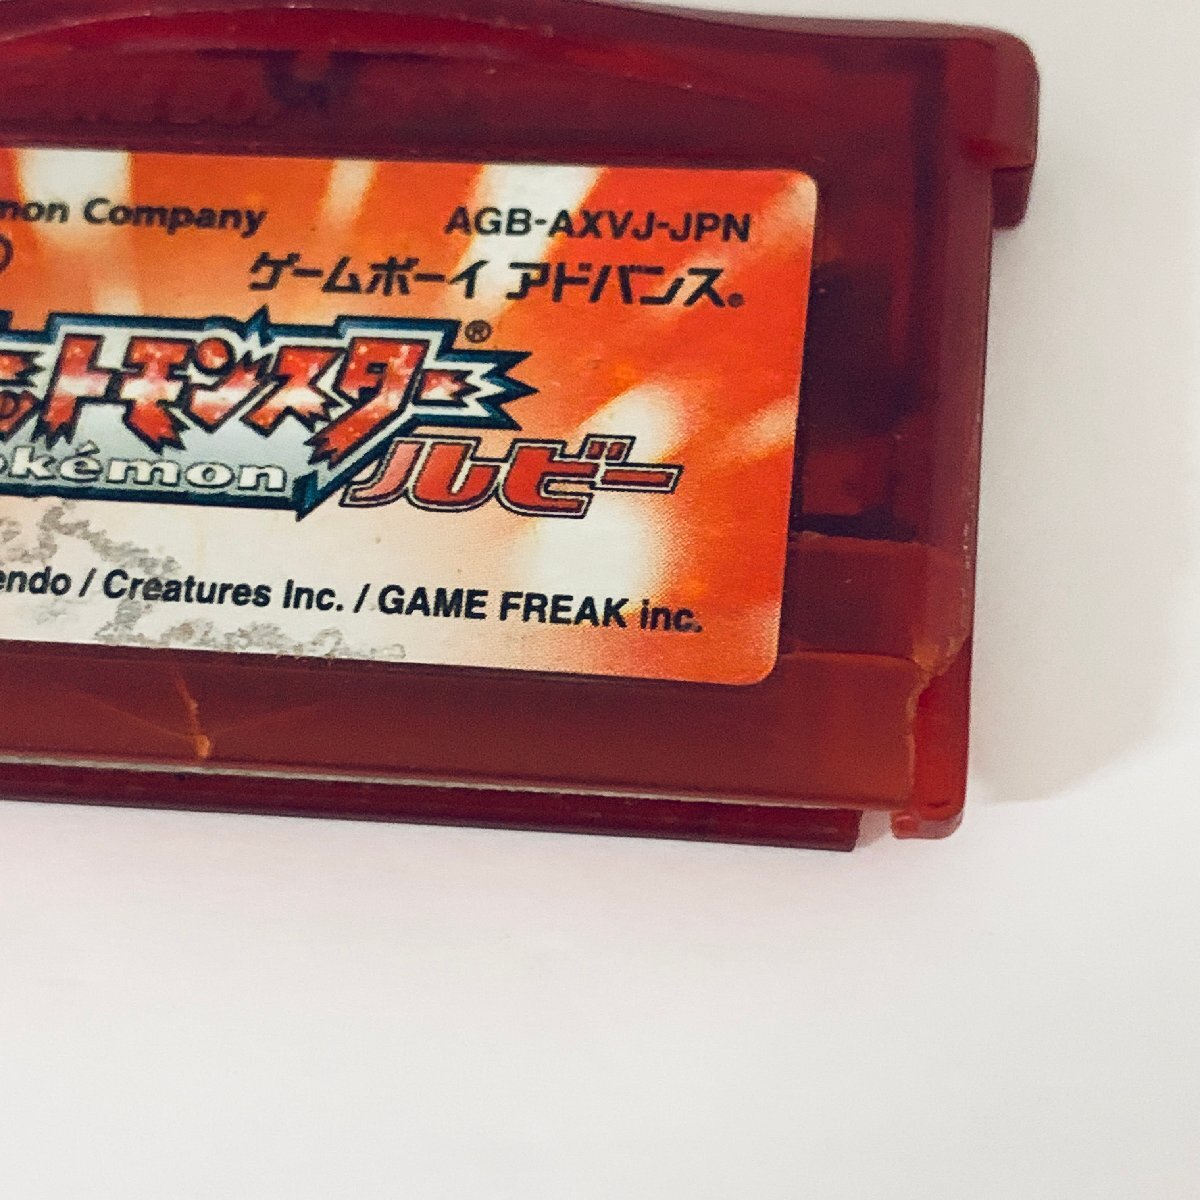 mon Company
AGB-AXVJ-JPN
ゲームボーイ アドバンス®
ットモンスター®
okémon
ルビー
endo / Creatures Inc. / GAME FREAK inc.